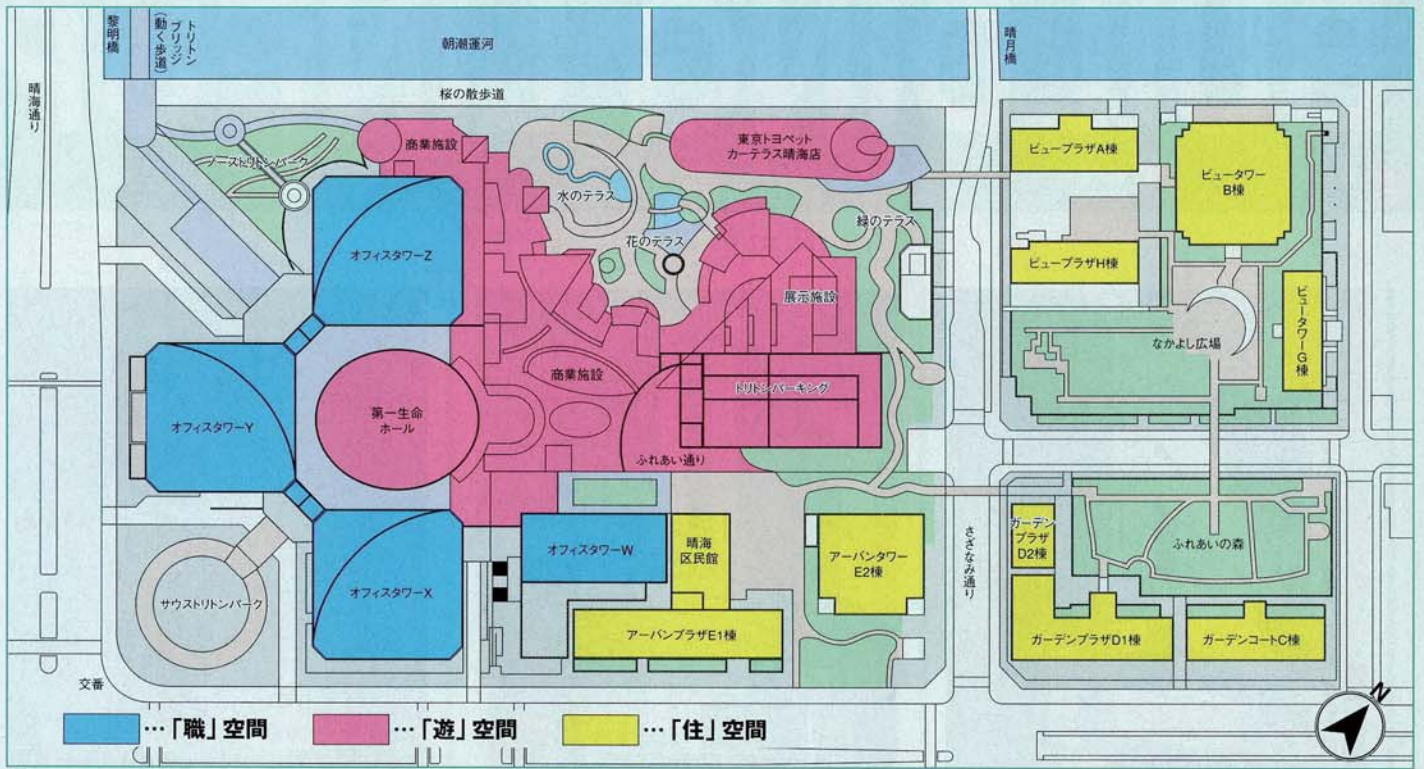 黎明橋
トリトン
ブリッジ
(動く歩道)
朝潮運河
晴月橋
晴海通り
桜の散歩道
ノーストリトンパーク
商業施設
東京トヨペット
カーテラス晴海店
水のテラス
花のテラス
緑のテラス
ビュープラザA棟
ビュータワー
B棟
オフィスタワーZ
展示施設
ビュープラザH棟
ビュータワーG棟
なかよし広場
オフィスタワーY
第一生命
ホール
商業施設
トリトンパーキング
ふれあい通り
オフィスタワーX
サウストリトンパーク
オフィスタワーW
晴海
区民館
アーバンタワー
E2棟
アーバンプラザE1棟
さざなみ通り
ガーデン
プラザ
D2棟
ふれあいの森
ガーデンプラザD1棟
ガーデンコートC棟
交番
N
…「職」空間
…「遊」空間
…「住」空間